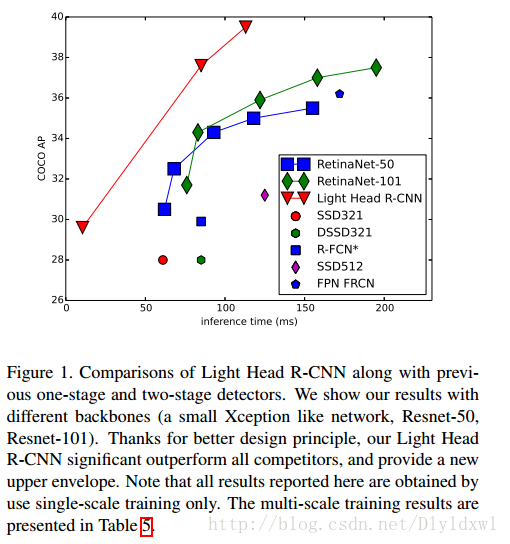 40
38
36
34
32
30
28
26
COCO AP
0
50
100
150
200
inference time (ms)
RetinaNet-50
RetinaNet-101
Light Head R-CNN
SSD321
DSSD321
R-FCN*
SSD512
FPN FRCN
Figure 1. Comparisons of Light Head R-CNN along with previ-
ous one-stage and two-stage detectors. We show our results with
different backbones (a small Xception like network, Resnet-50,
Resnet-101). Thanks for better design principle, our Light Head
R-CNN significant outperform all competitors, and provide a new
upper envelope. Note that all results reported here are obtained by
use single-scale training only. The multi-scale training results are
presented in Table 5.
http://blog.csdn.net/Dlyldxwl